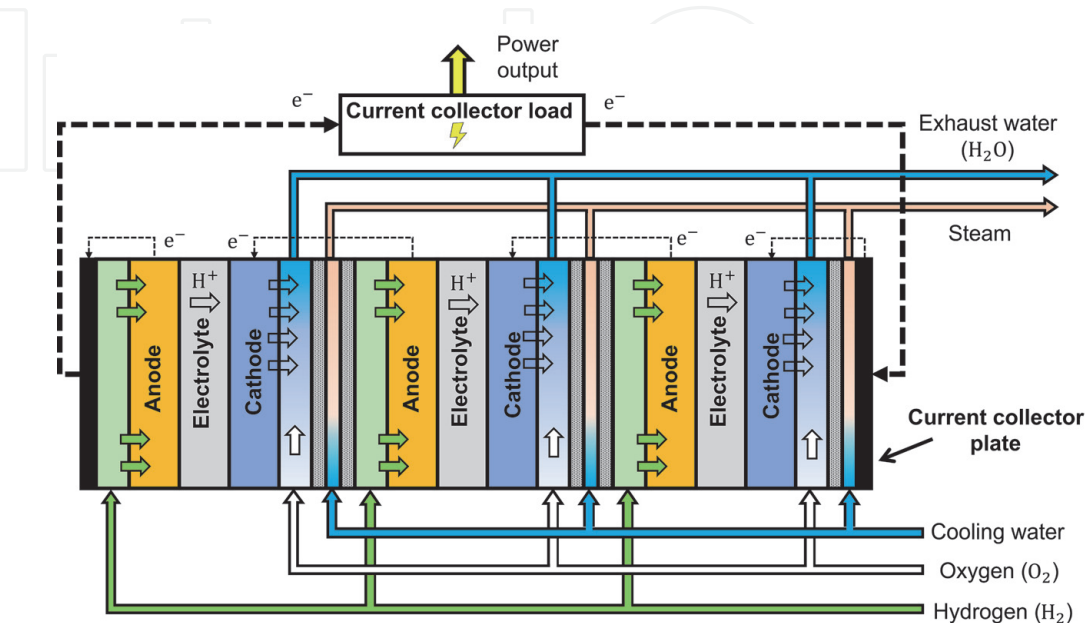 Power
output
e⁻
Current collector load
e⁻
Exhaust water
(H₂O)
Steam
e⁻
e⁻
e⁻
e⁻
H⁺
H⁺
H⁺
Anode
Electrolyte
Cathode
Anode
Electrolyte
Cathode
Anode
Electrolyte
Cathode
Current collector
plate
Cooling water
Oxygen (O₂)
Hydrogen (H₂)